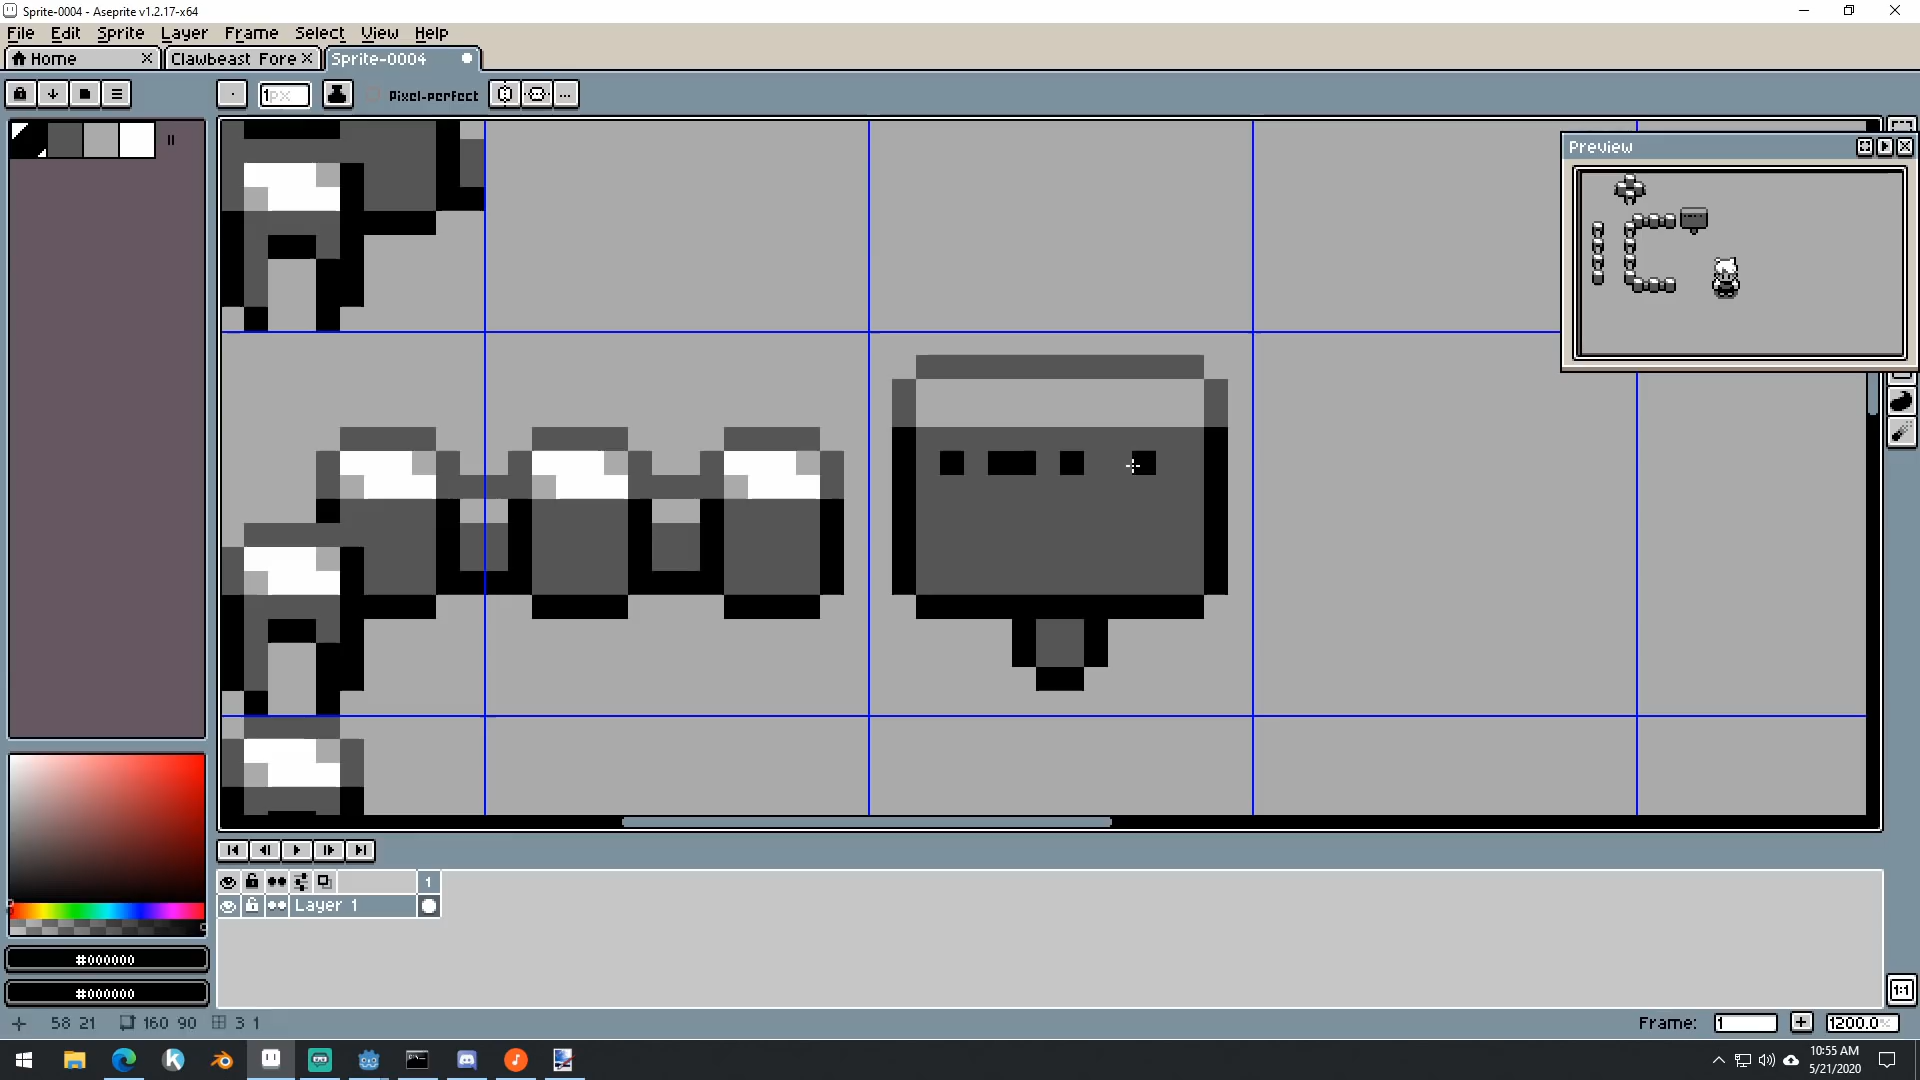 Sprite-0004 - Aseprite v1.2.17-x64
File Edit Sprite Layer Frame Select View Help
Home Clawbeast Fore Sprite-0004
1px Pixel-perfect
Preview
1
Layer 1
#000000
#000000
58 21 160 90 3 1
Frame: 1 1200.0%
1:1
10:55 AM
5/21/2020